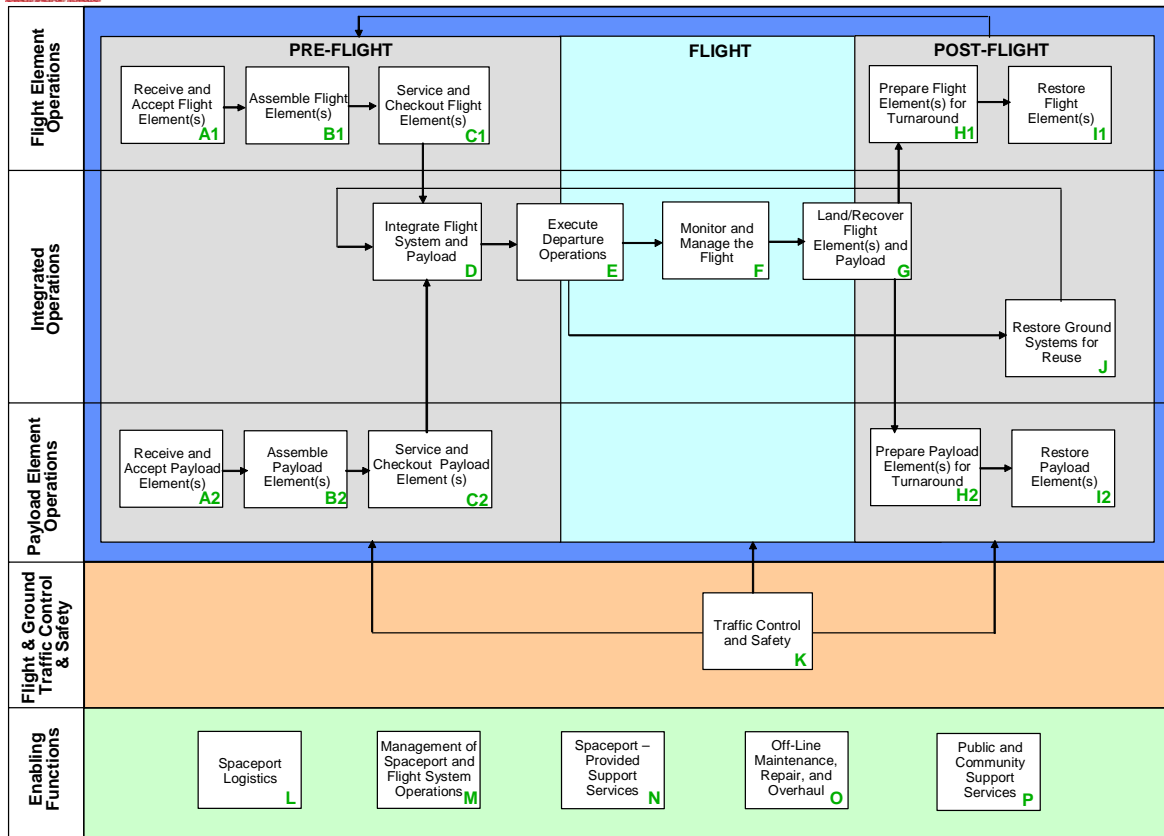 PRE-FLIGHT
FLIGHT
POST-FLIGHT
Flight Element
Operations
Receive and
Accept Flight
Element(s)
A1
Assemble Flight
Element(s)
B1
Service and
Checkout Flight
Element(s)
C1
Prepare Flight
Element(s) for
Turnaround
H1
Restore
Flight
Element(s)
I1
Integrated
Operations
Integrate Flight
System and
Payload
D
Execute
Departure
Operations
E
Monitor and
Manage the
Flight
F
Land/Recover
Flight
Element(s) and
Payload
G
Restore Ground
Systems for
Reuse
J
Payload Element
Operations
Receive and
Accept Payload
Element(s)
A2
Assemble
Payload
Element(s)
B2
Service and
Checkout Payload
Element (s)
C2
Prepare Payload
Element(s) for
Turnaround
H2
Restore
Payload
Element(s)
I2
Flight & Ground
Traffic Control
& Safety
Traffic Control
and Safety
K
Enabling
Functions
Spaceport
Logistics
L
Management of
Spaceport and
Flight System
Operations
M
Spaceport –
Provided
Support
Services
N
Off-Line
Maintenance,
Repair, and
Overhaul
O
Public and
Community
Support
Services
P